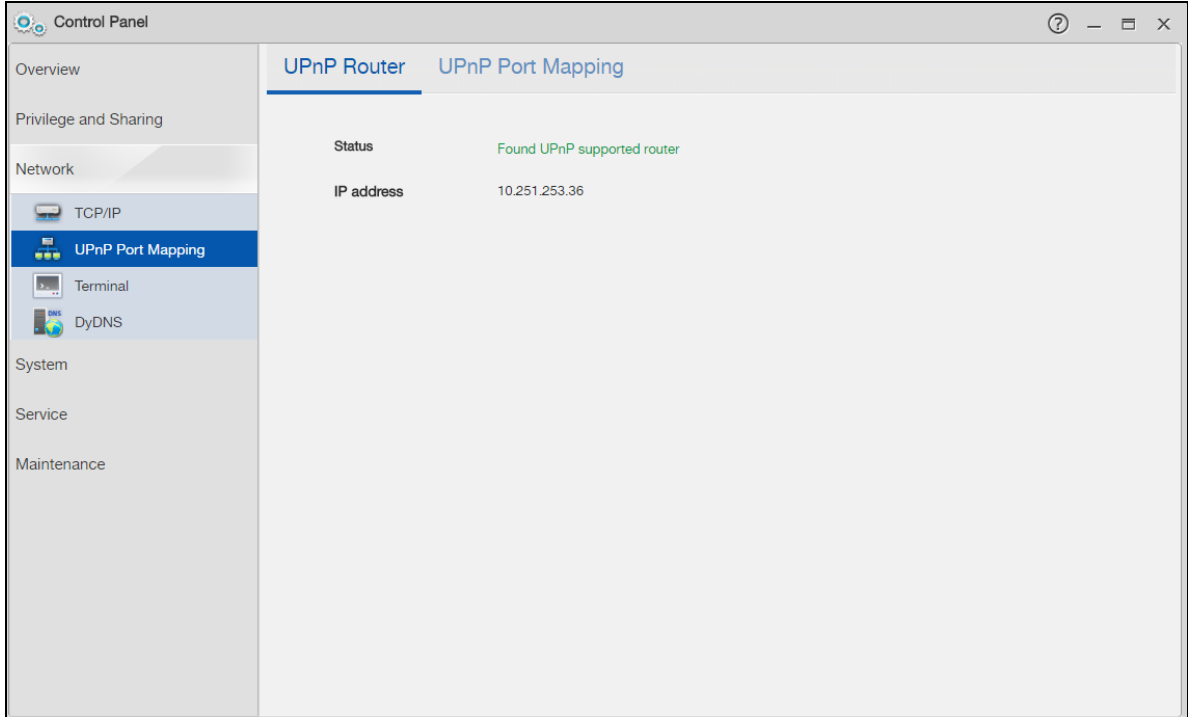 Control Panel
Overview
Privilege and Sharing
Network
TCP/IP
UPnP Port Mapping
Terminal
DNS
DyDNS
System
Service
Maintenance
UPnP Router UPnP Port Mapping
Status Found UPnP supported router
IP address 10.251.253.36